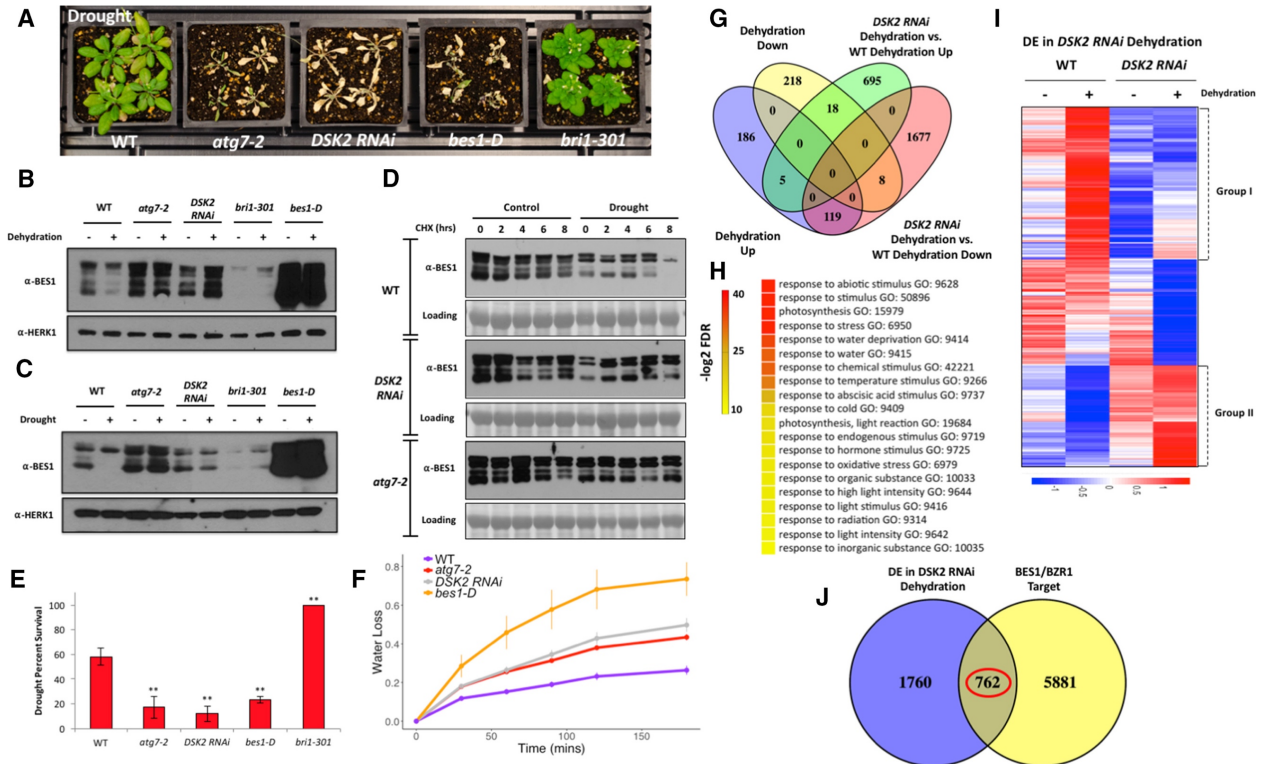 A
Drought
WT
atg7-2
DSK2 RNAi
bes1-D
bri1-301
B
WT
atg7-2
DSK2
RNAi
bri1-301
bes1-D
Dehydration
- + - + - + - + - +
α-BES1
α-HERK1
C
WT
atg7-2
DSK2
RNAi
bri1-301
bes1-D
Drought
- + - + - + - + - +
α-BES1
α-HERK1
D
Control
Drought
CHX (hrs)
0 2 4 6 8 0 2 4 6 8
WT
α-BES1
Loading
DSK2
RNAi
α-BES1
Loading
atg7-2
α-BES1
Loading
E
Drought Percent Survival
100
80
60
40
20
0
**
**
**
**
WT
atg7-2
DSK2 RNAi
bes1-D
bri1-301
F
WT
atg7-2
DSK2 RNAi
bes1-D
Water Loss
0.8
0.6
0.4
0.2
0.0
0
50
100
150
Time (mins)
G
Dehydration
Down
DSK2 RNAi
Dehydration vs.
WT Dehydration Up
218
695
186
0
18
1677
0
0
5
0
8
0
0
119
Dehydration
Up
DSK2 RNAi
Dehydration vs.
WT Dehydration Down
H
40
25
10
-log2 FDR
response to abiotic stimulus GO: 9628
response to stimulus GO: 50896
photosynthesis GO: 15979
response to stress GO: 6950
response to water deprivation GO: 9414
response to water GO: 9415
response to chemical stimulus GO: 42221
response to temperature stimulus GO: 9266
response to abscisic acid stimulus GO: 9737
response to cold GO: 9409
photosynthesis, light reaction GO: 19684
response to endogenous stimulus GO: 9719
response to hormone stimulus GO: 9725
response to oxidative stress GO: 6979
response to organic substance GO: 10033
response to high light intensity GO: 9644
response to light stimulus GO: 9416
response to radiation GO: 9314
response to light intensity GO: 9642
response to inorganic substance GO: 10035
I
DE in DSK2 RNAi Dehydration
WT
DSK2 RNAi
- + - +
Dehydration
Group I
Group II
-1
-0.5
0
0.5
1
J
DE in DSK2 RNAi
Dehydration
BES1/BZR1
Target
1760
762
5881